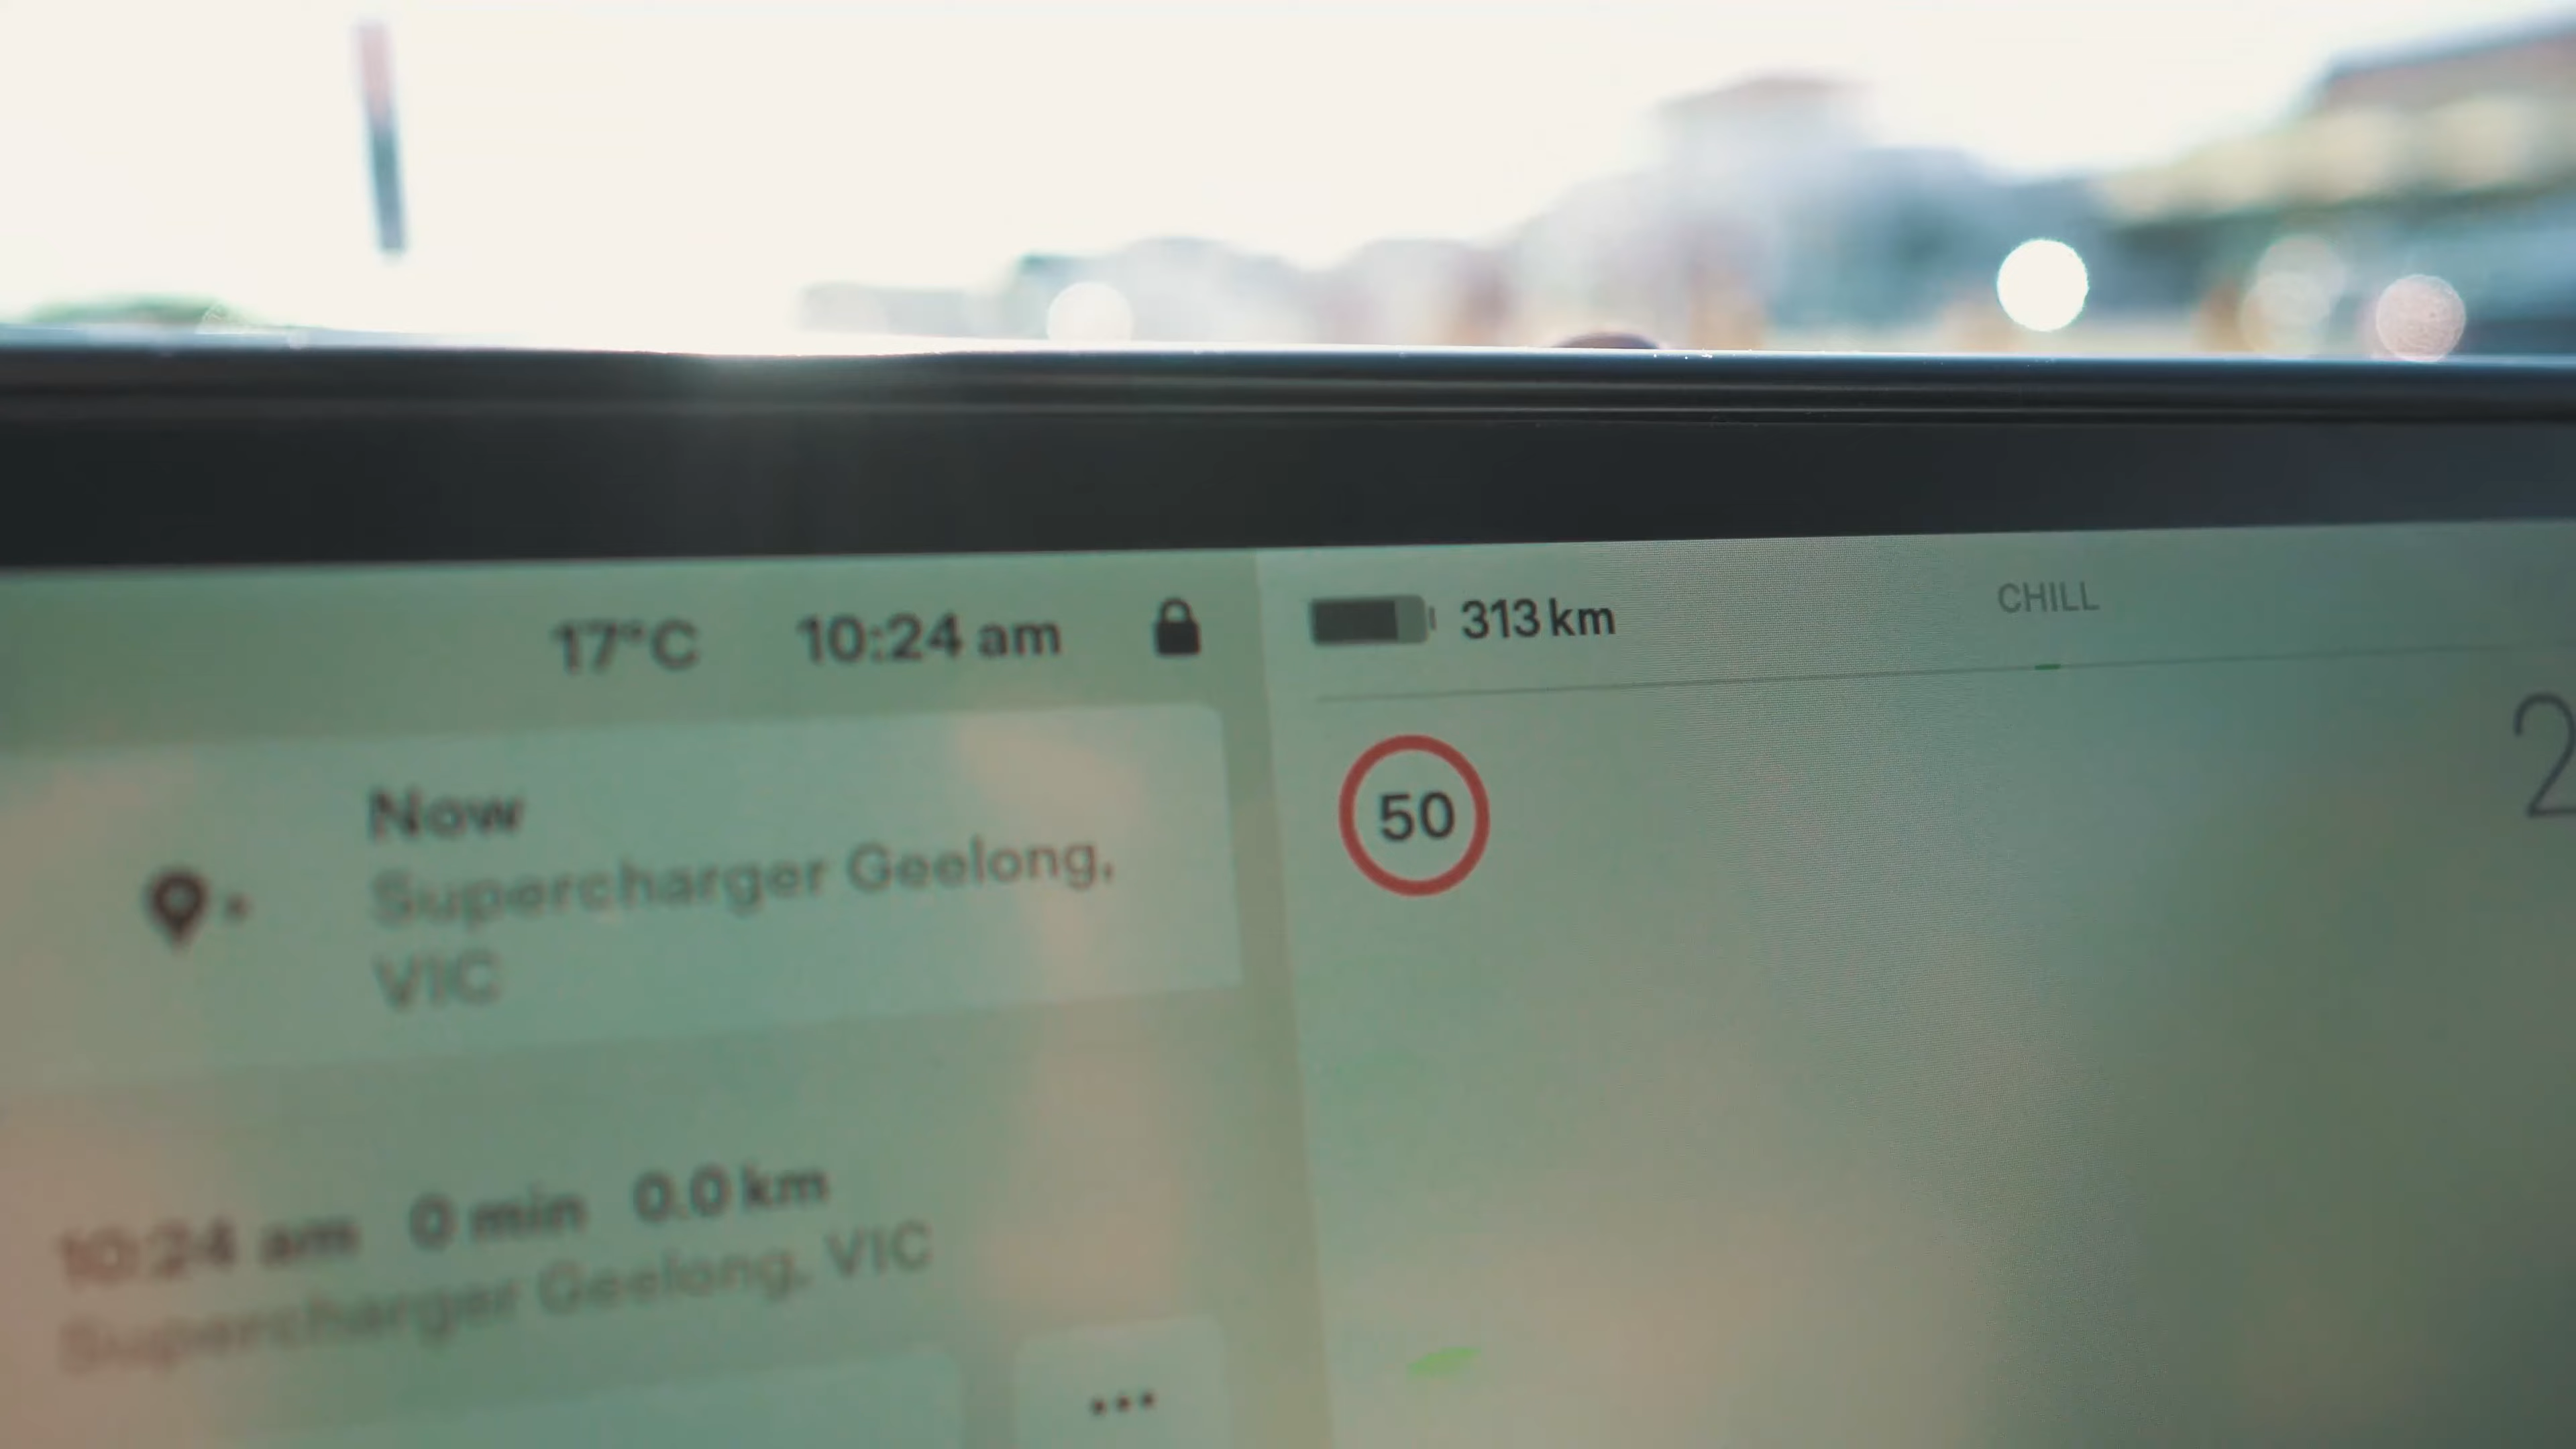 17°C 10:24 am
Now
Supercharger Geelong,
VIC
10:24 am 0 min 0.0 km
Supercharger Geelong, VIC
313 km CHILL
50
2